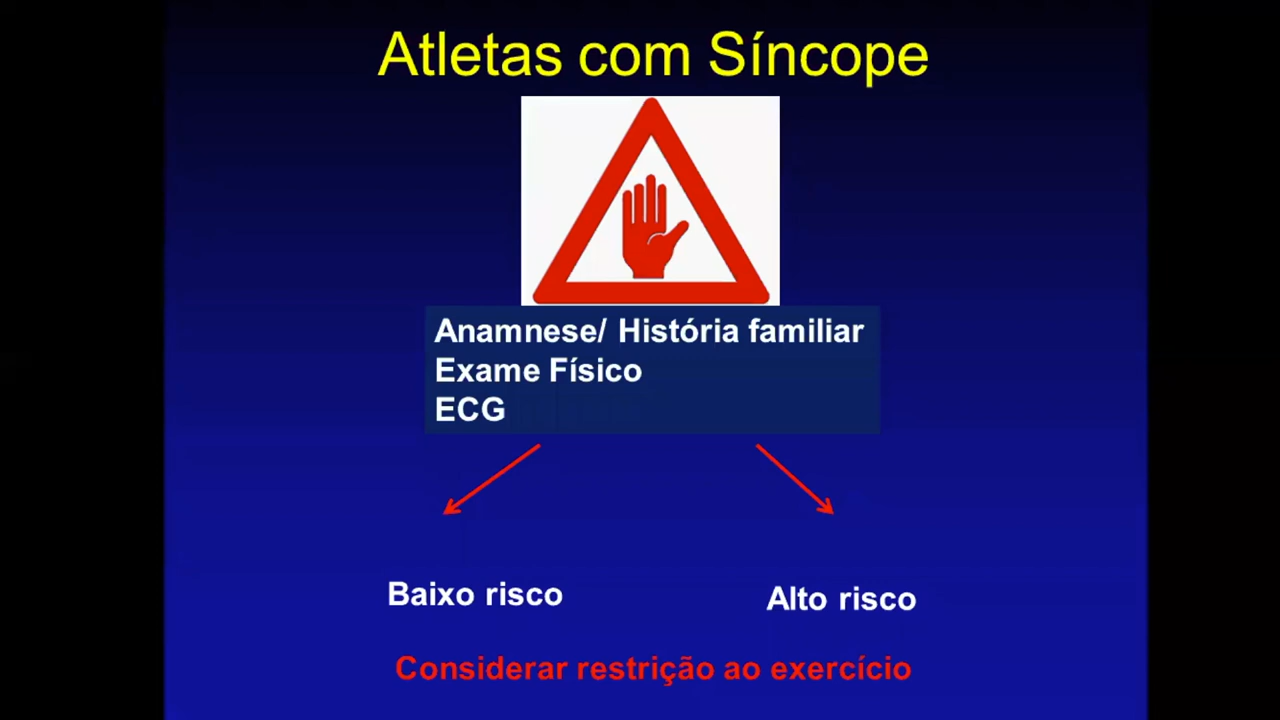 Atletas com Síncope
Anamnese/ História familiar
Exame Físico
ECG
Baixo risco
Alto risco
Considerar restrição ao exercício